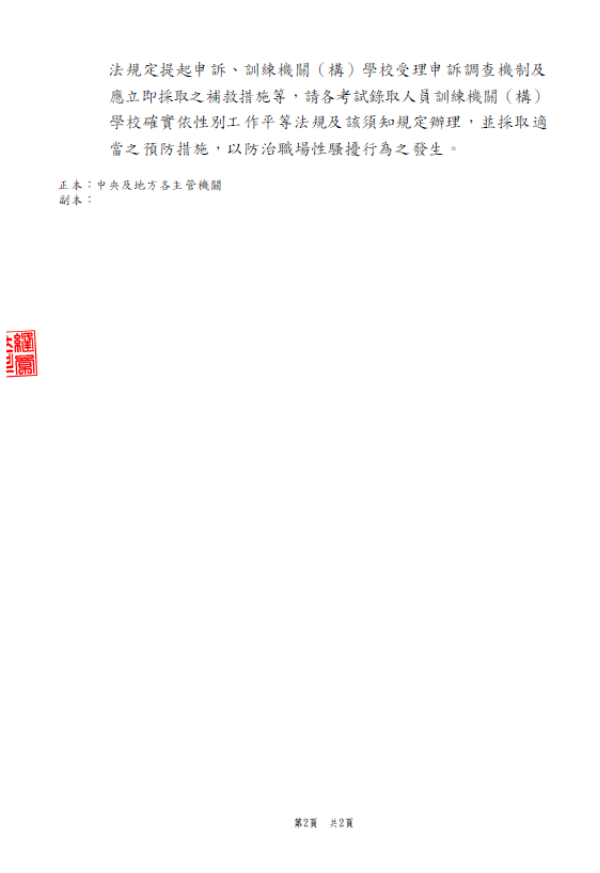 法規定提起申訴、訓練機關（構）學校受理申訴調查機制及
應立即採取之補救措施等，請各考試錄取人員訓練機關（構）
學校確實依性別工作平等法規及該須知規定辦理，並採取適
當之預防措施，以防治職場性騷擾行為之發生。
正本：中央及地方各主管機關
副本：
第2頁 共2頁